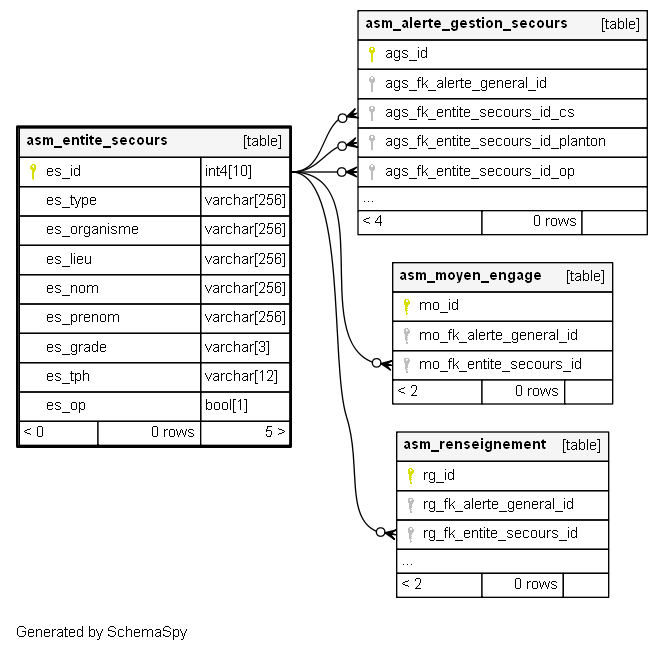 asm_entite_secours [table]
es_id int4[10]
es_type varchar[256]
es_organisme varchar[256]
es_lieu varchar[256]
es_nom varchar[256]
es_prenom varchar[256]
es_grade varchar[3]
es_tph varchar[12]
es_op bool[1]
< 0 0 rows 5 >
asm_alerte_gestion_secours [table]
ags_id
ags_fk_alerte_general_id
ags_fk_entite_secours_id_cs
ags_fk_entite_secours_id_planton
ags_fk_entite_secours_id_op
...
< 4 0 rows
asm_moyen_engage [table]
mo_id
mo_fk_alerte_general_id
mo_fk_entite_secours_id
< 2 0 rows
asm_renseignement [table]
rg_id
rg_fk_alerte_general_id
rg_fk_entite_secours_id
...
< 2 0 rows
Generated by SchemaSpy